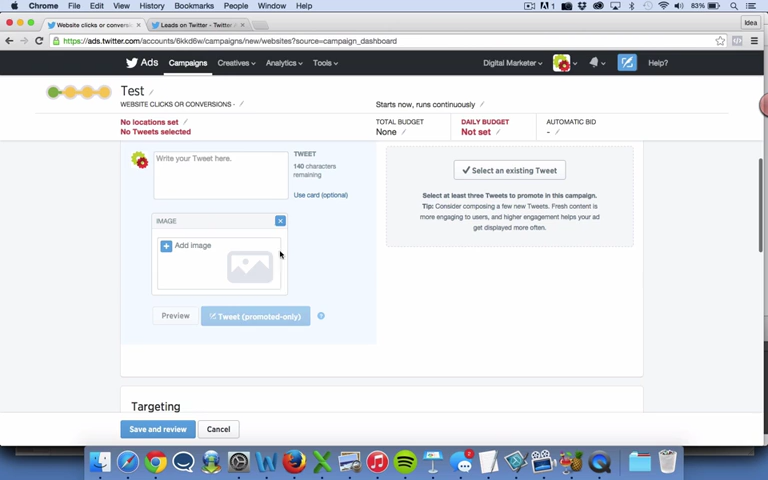 Chrome File Edit View History Bookmarks People Window Help
1 83%
Website clicks or convers
Leads on Twitter - Twitter
Idea
https://ads.twitter.com/accounts/6kkd6w/campaigns/new/websites?source=campaign_dashboard
Ads Campaigns Creatives Analytics Tools Digital Marketer Help?
Test
WEBSITE CLICKS OR CONVERSIONS -
Starts now, runs continuously
No locations set
No Tweets selected
TOTAL BUDGET
None
DAILY BUDGET
Not set
AUTOMATIC BID
-
Write your Tweet here.
TWEET
140 characters
remaining
Use card (optional)
IMAGE
Add image
Preview
Tweet (promoted-only)
?
Select an existing Tweet
Select at least three Tweets to promote in this campaign.
Tip: Consider composing a few new Tweets. Fresh content is
more engaging to users, and higher engagement helps your ad
get displayed more often.
Targeting
Save and review
Cancel